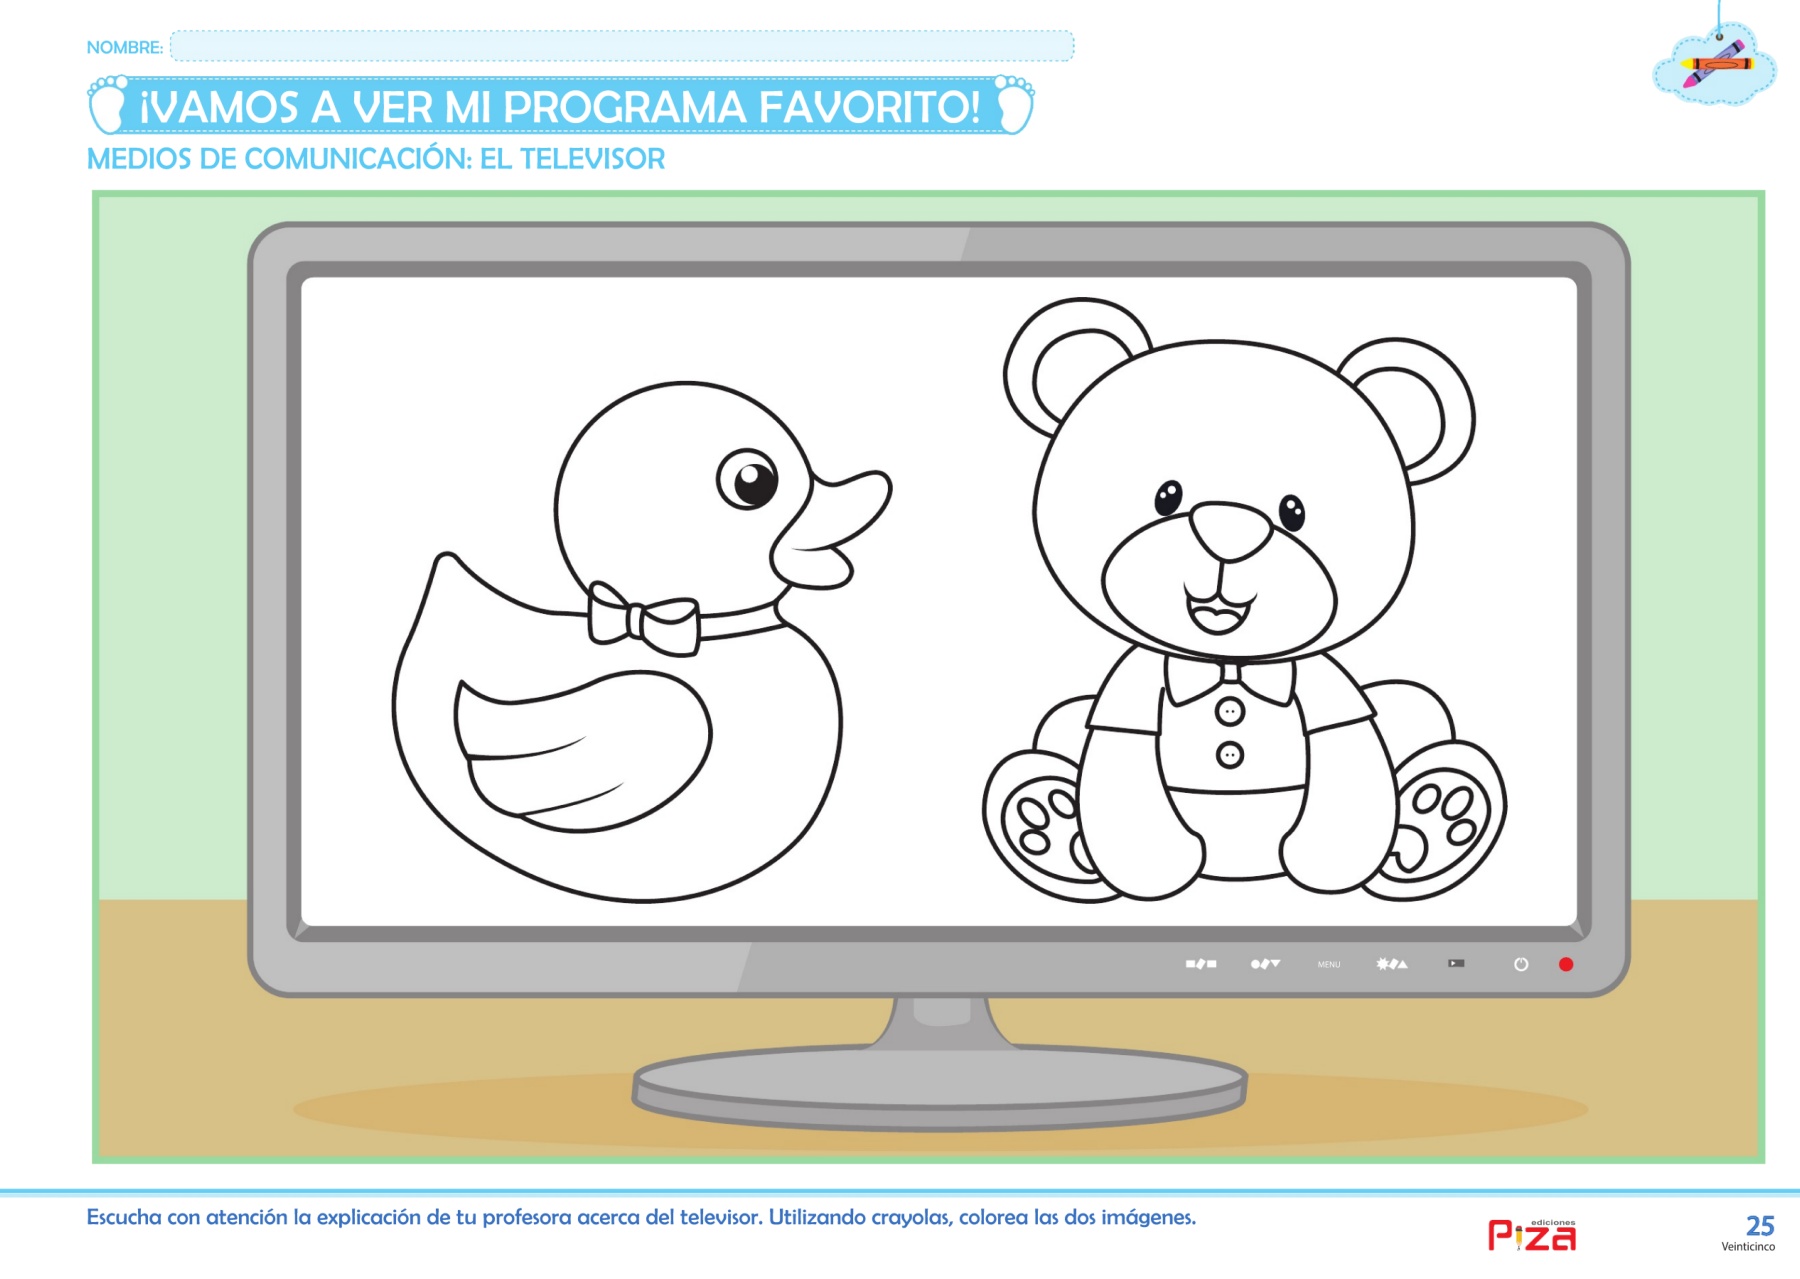 NOMBRE:
¡VAMOS A VER MI PROGRAMA FAVORITO!
MEDIOS DE COMUNICACIÓN: EL TELEVISOR
MENU
Escucha con atención la explicación de tu profesora acerca del televisor. Utilizando crayolas, colorea las dos imágenes.
ediciones
Piza
25
Veinticinco